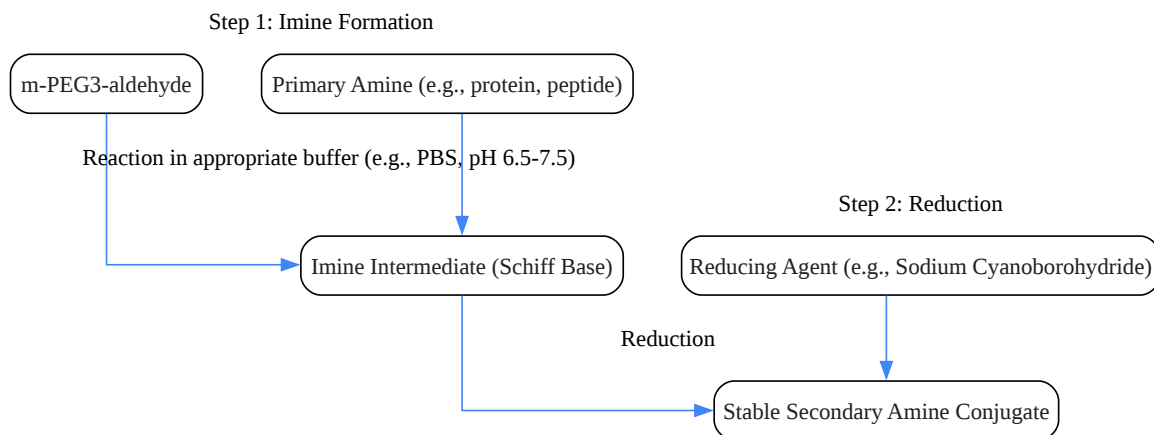 Step 1: Imine Formation
m-PEG3-aldehyde
Primary Amine (e.g., protein, peptide)
Reaction in appropriate buffer (e.g., PBS, pH 6.5-7.5)
Step 2: Reduction
Imine Intermediate (Schiff Base)
Reducing Agent (e.g., Sodium Cyanoborohydride)
Reduction
Stable Secondary Amine Conjugate